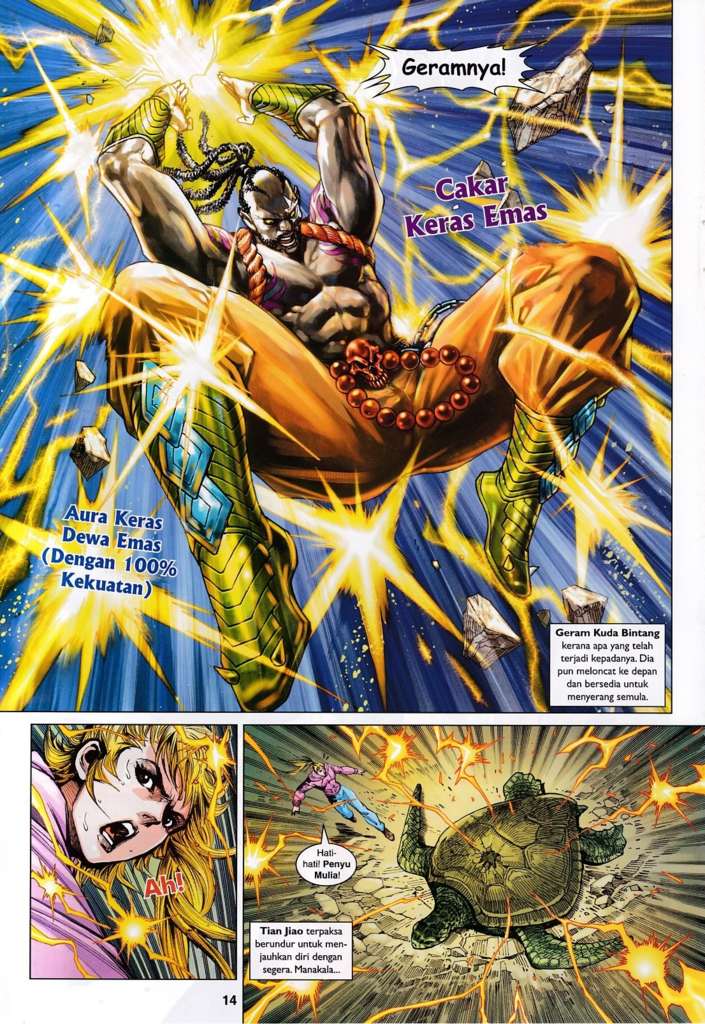 Geramnya!
Cakar
Keras Emas
Aura Keras
Dewa Emas
(Dengan 100%
Kekuatan)
Geram Kuda Bintang
kerana apa yang telah
terjadi kepadanya. Dia
pun meloncat ke depan
dan bersedia untuk
menyerang semula.
Ah!
Hati-
hati! Penyu
Mulia!
Tian Jiao terpaksa
berundur untuk men-
jauhkan diri dengan
segera. Manakala...
14